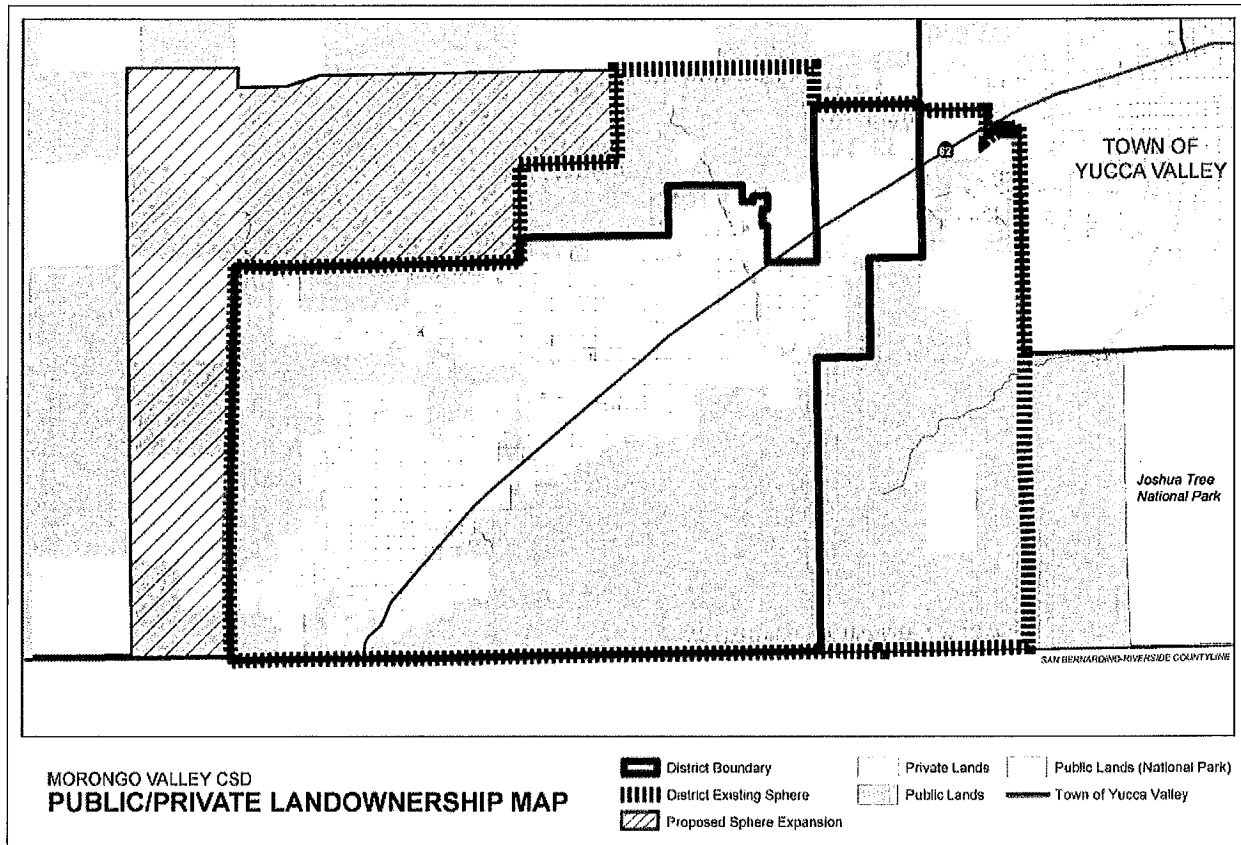 TOWN OF
YUCCA VALLEY
62
Joshua Tree
National Park
SAN BERNARDINO-RIVERSIDE COUNTYLINE
MORONGO VALLEY CSD
PUBLIC/PRIVATE LANDOWNERSHIP MAP
District Boundary
District Existing Sphere
Proposed Sphere Expansion
Private Lands
Public Lands
Public Lands (National Park)
Town of Yucca Valley